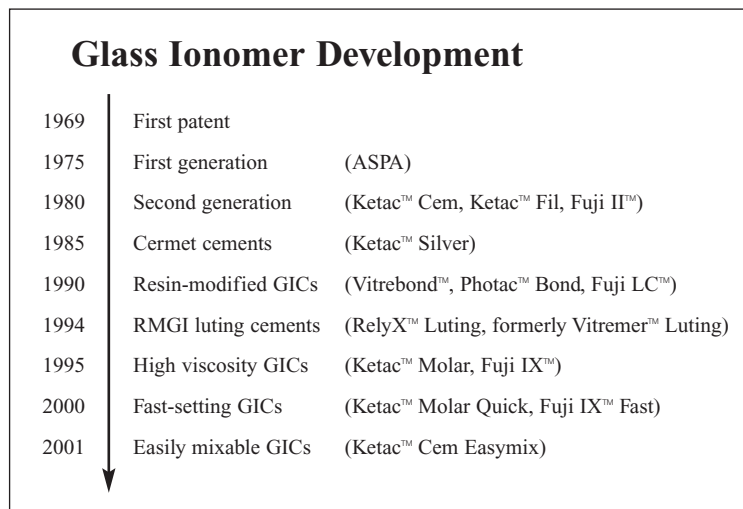 Glass Ionomer Development
1969 First patent
1975 First generation (ASPA)
1980 Second generation (Ketac™ Cem, Ketac™ Fil, Fuji II™)
1985 Cermet cements (Ketac™ Silver)
1990 Resin-modified GICs (Vitrebond™, Photac™ Bond, Fuji LC™)
1994 RMGI luting cements (RelyX™ Luting, formerly Vitremer™ Luting)
1995 High viscosity GICs (Ketac™ Molar, Fuji IX™)
2000 Fast-setting GICs (Ketac™ Molar Quick, Fuji IX™ Fast)
2001 Easily mixable GICs (Ketac™ Cem Easymix)